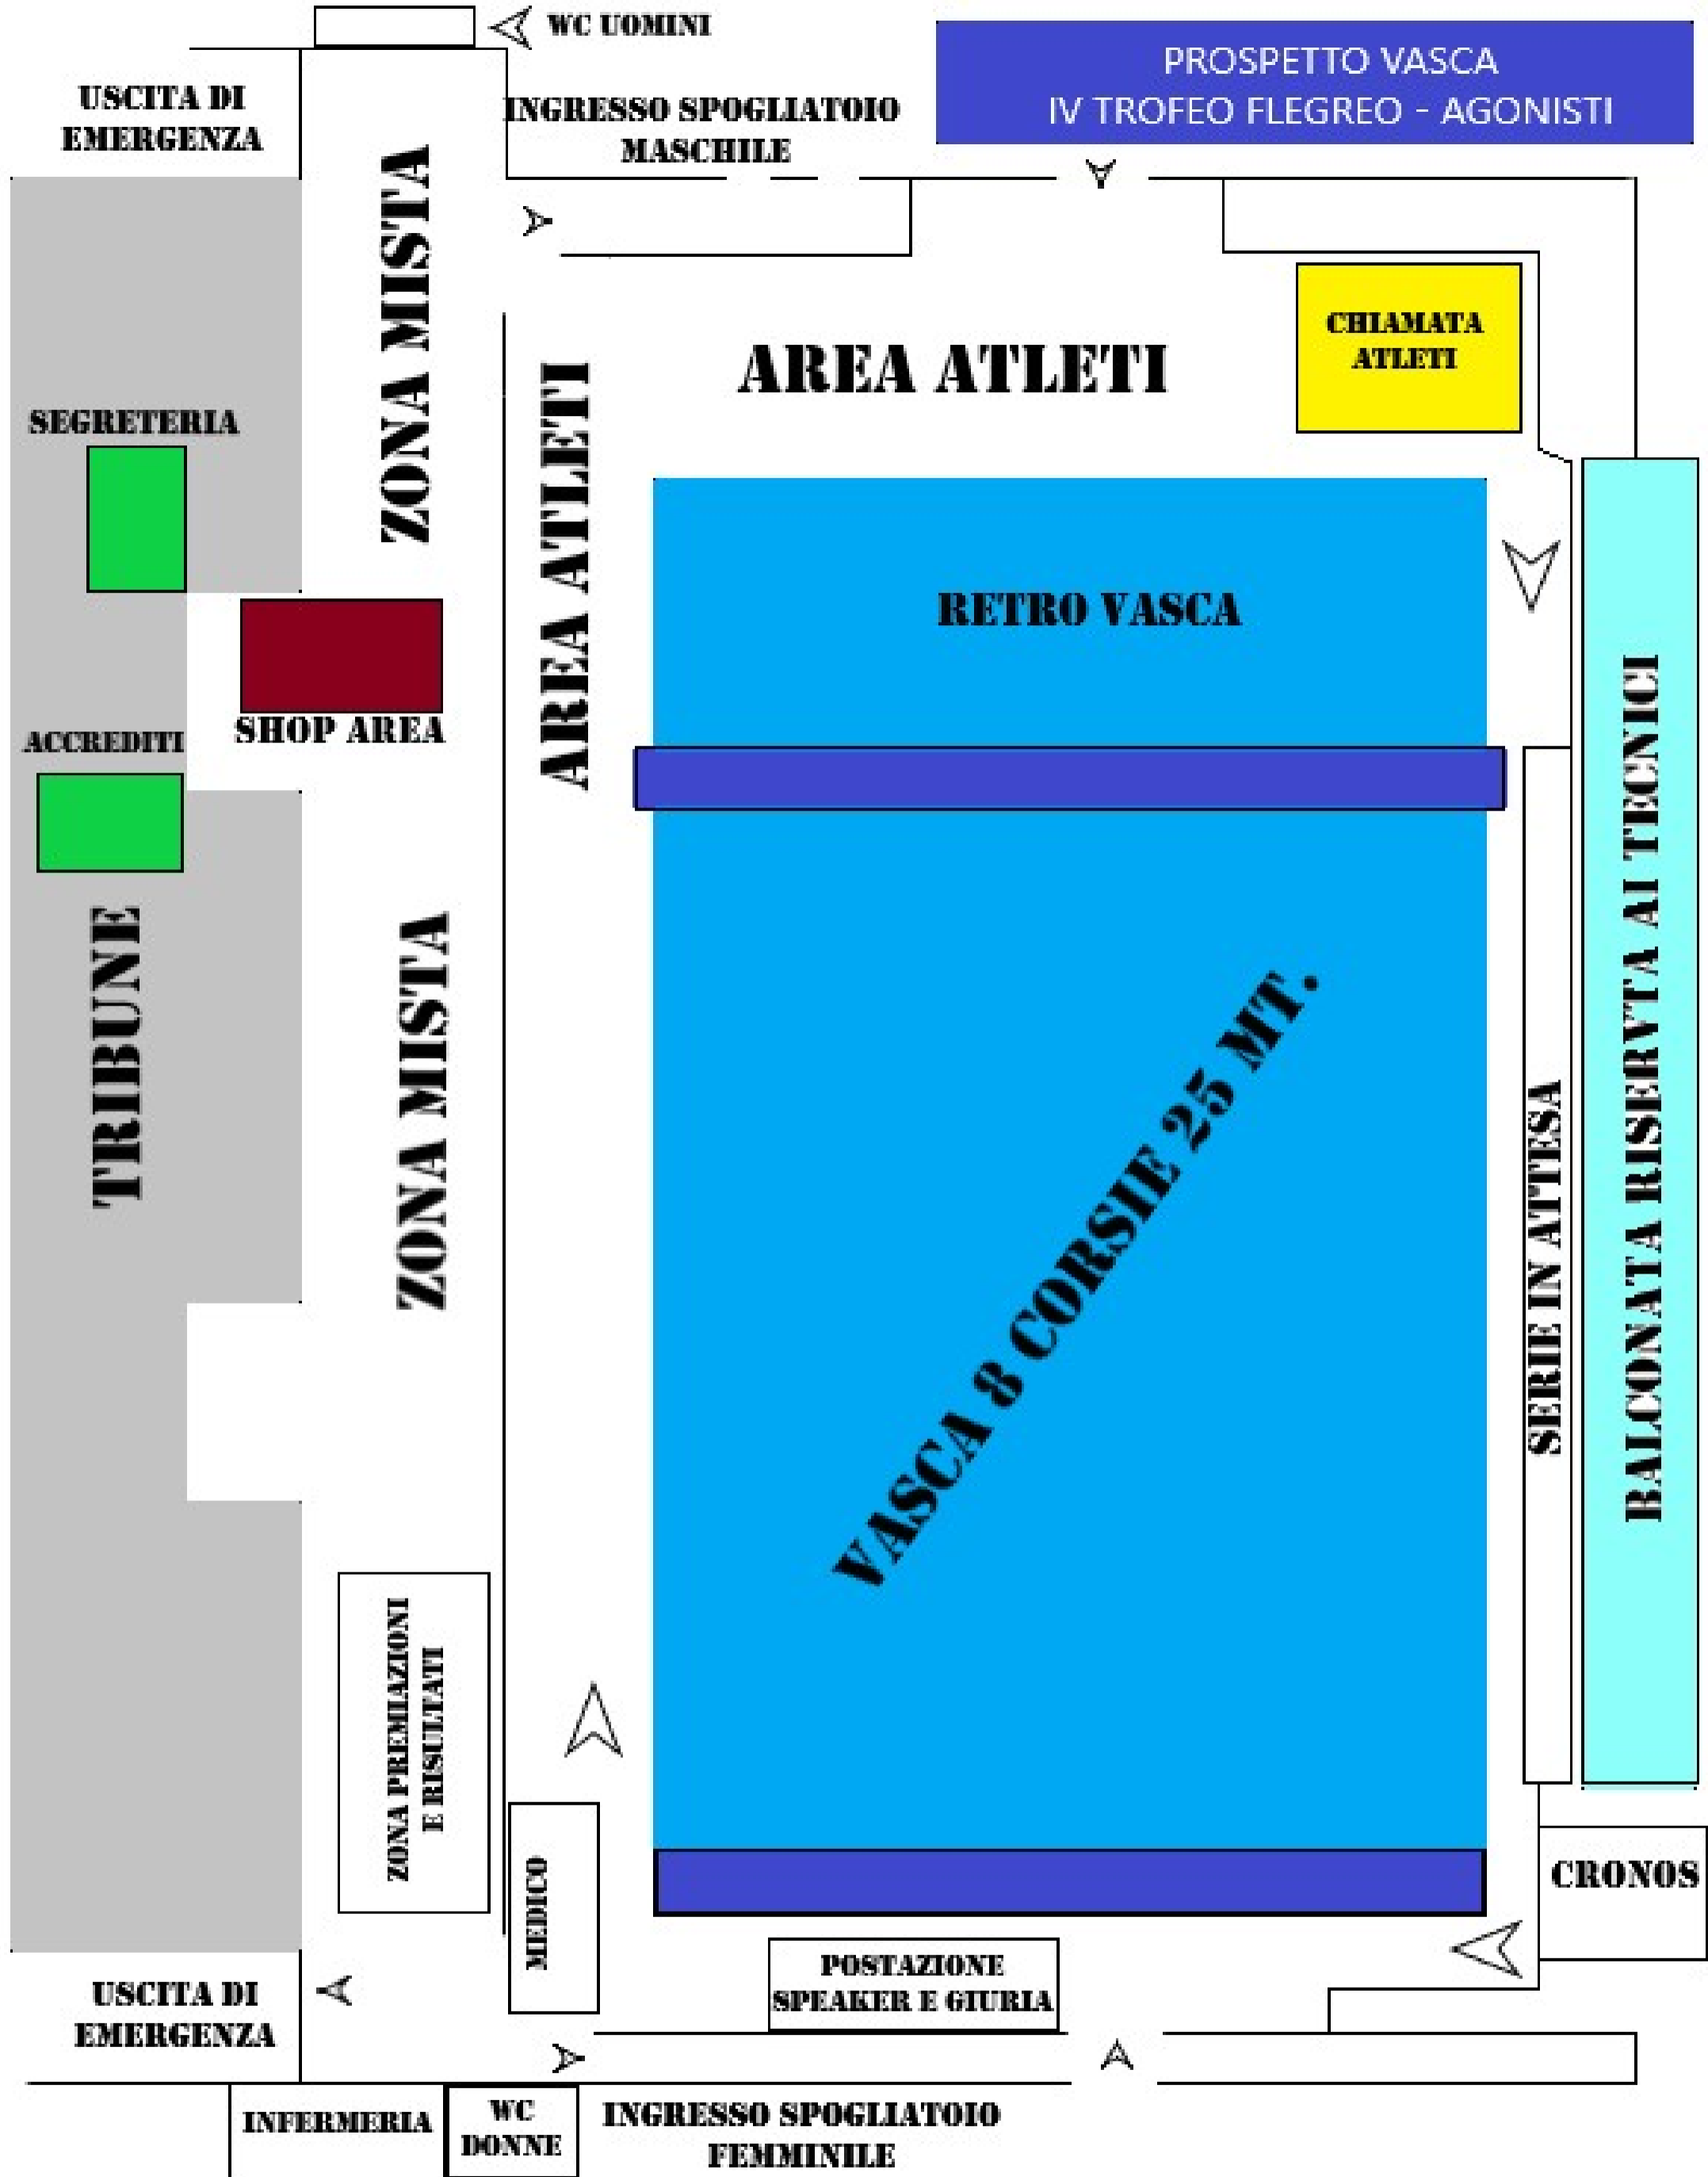 WC UOMINI
PROSPETTO VASCA
IV TROFEO FLEGREO - AGONISTI
USCITA DI
EMERGENZA
INGRESSO SPOGLIATOIO
MASCHILE
ZONA MISTA
CHIAMATA
ATLETI
AREA ATLETI
AREA ATLETI
SEGRETERIA
RETRO VASCA
SHOP AREA
ACCREDITI
TRIBUNE
ZONA MISTA
VASCA 8 CORSIE 25 MT.
SERIE IN ATTESA
BALCONATA RISERVTA AI TECNICI
ZONA PREMIAZIONI
E RISULTATI
MEDICO
CRONOS
POSTAZIONE
SPEAKER E GIURIA
USCITA DI
EMERGENZA
INFERMERIA
WC
DONNE
INGRESSO SPOGLIATOIO
FEMMINILE